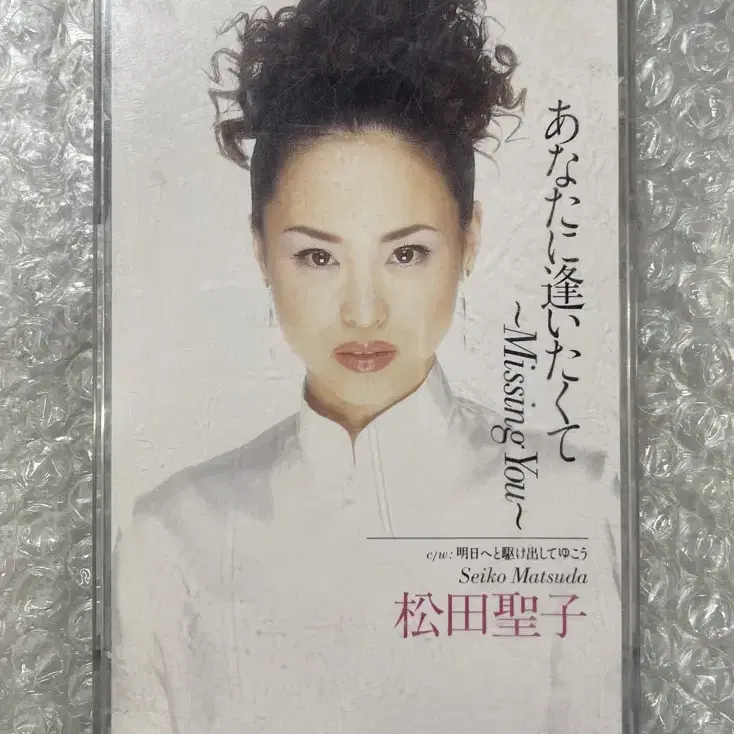 あなたに逢いたくて
～Missing You～
c/w: 明日へと駆け出してゆこう
Seiko Matsuda
松田聖子